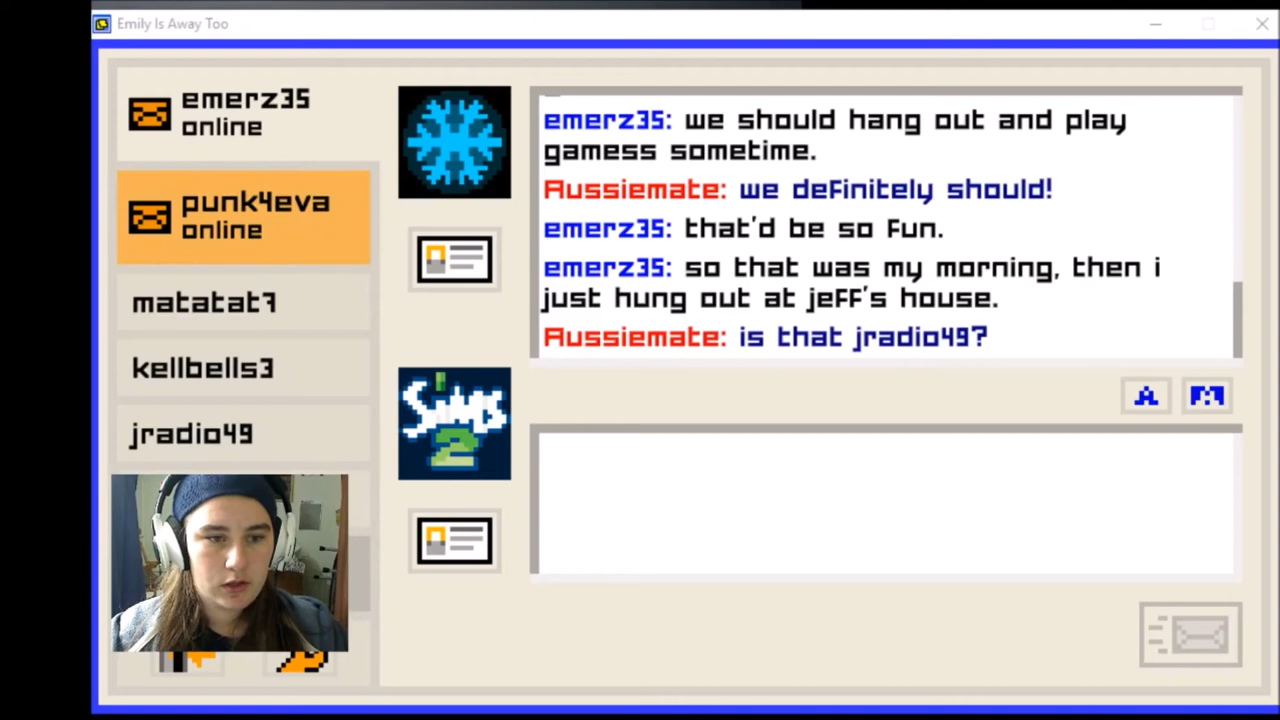 Emily Is Away Too
emerz35
online
punk4eva
online
matatat7
kellbells3
jradio49
emerz35: we should hang out and play
gamess sometime.
Aussiemate: we definitely should!
emerz35: that'd be so fun.
emerz35: so that was my morning, then i
just hung out at jeff's house.
Aussiemate: is that jradio49?
A
Sims
2